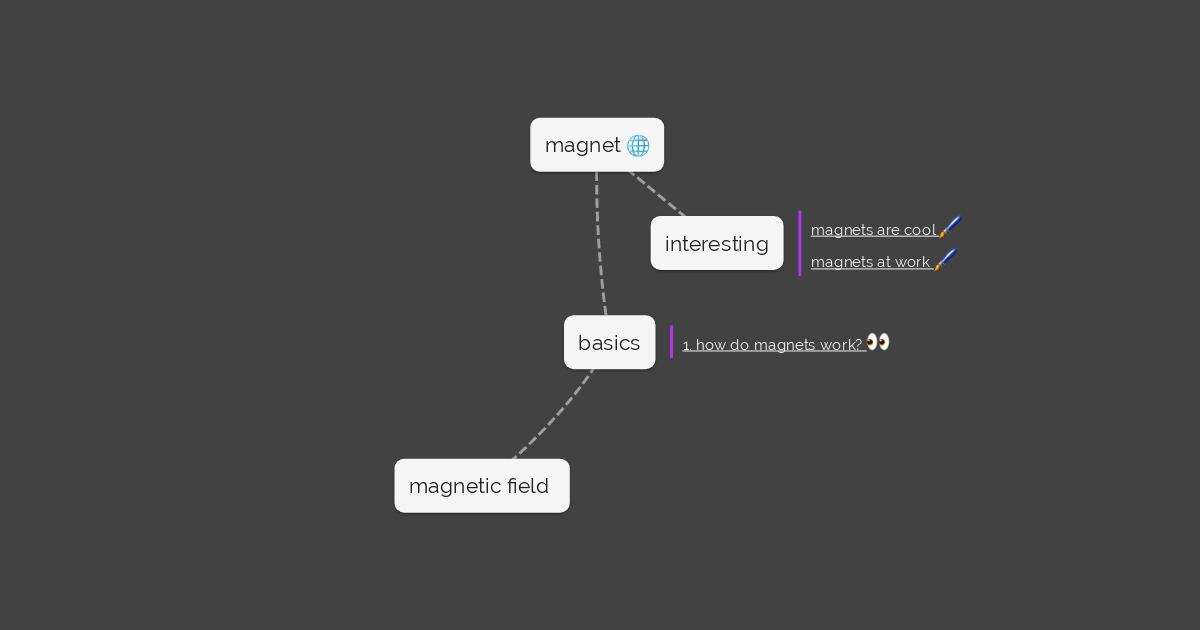 magnet 🌐
interesting
magnets are cool 🖌️
magnets at work 🖌️
basics
1. how do magnets work? 👀
magnetic field